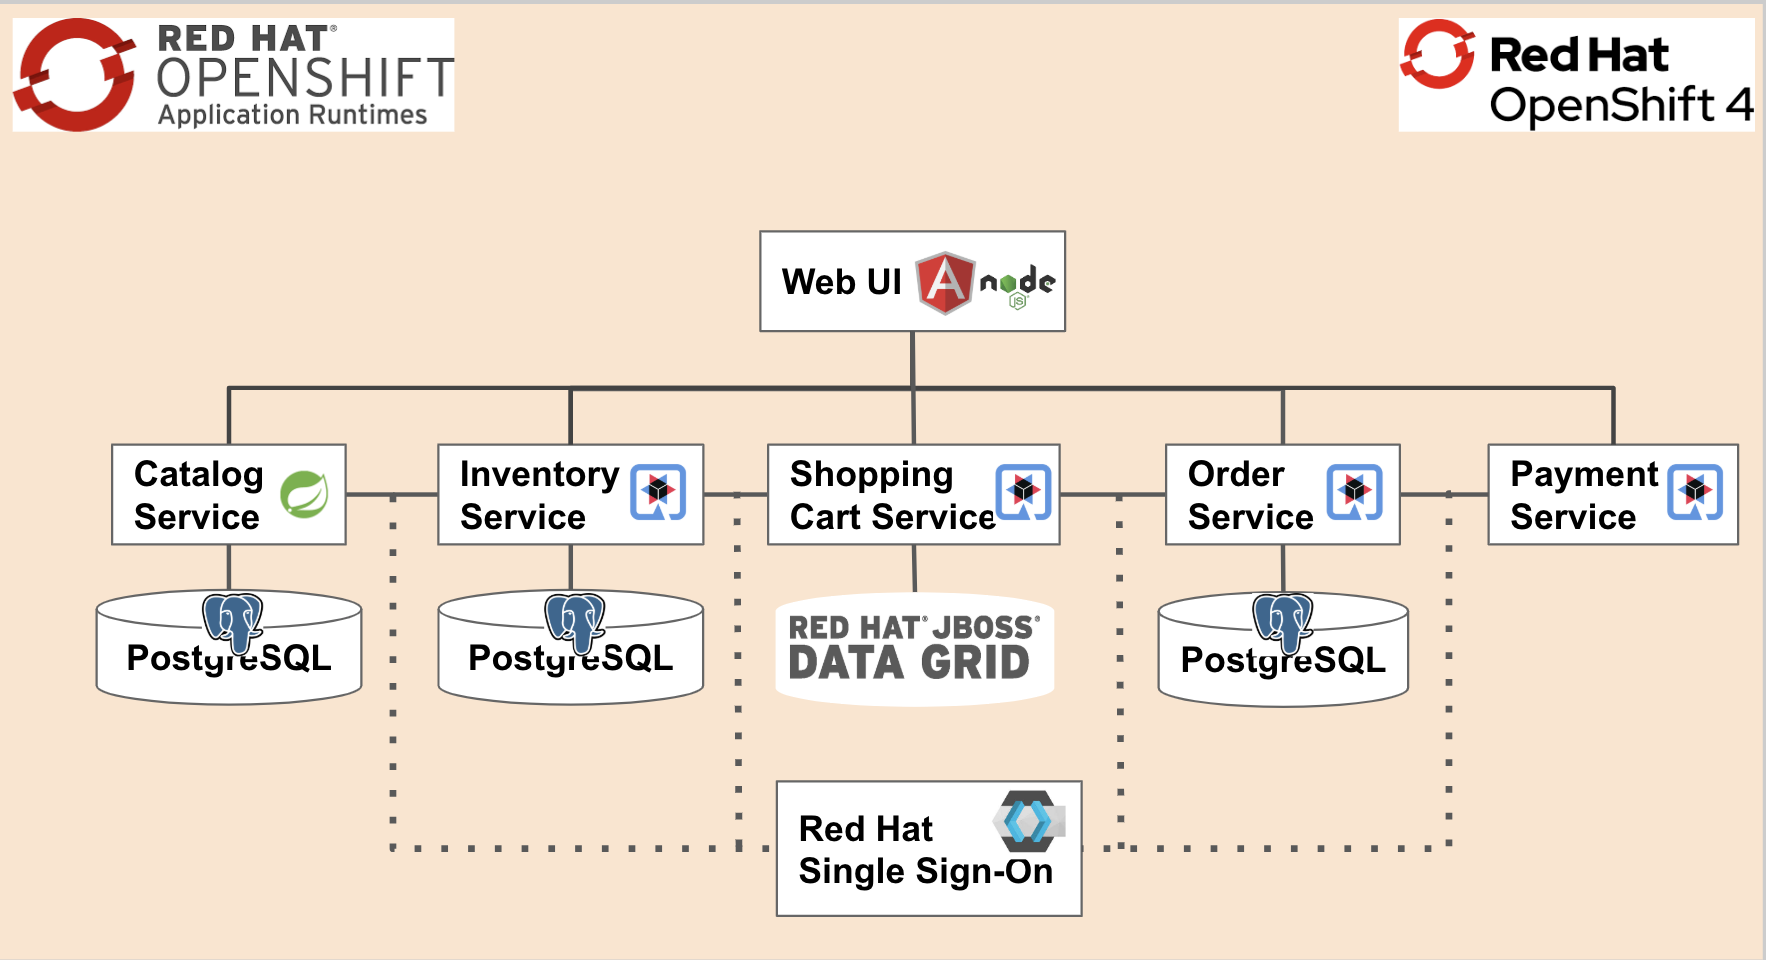 RED HAT®
OPENSHIFT
Application Runtimes
Red Hat
OpenShift 4
Web UI
node
JS
Catalog
Service
Inventory
Service
Shopping
Cart Service
Order
Service
Payment
Service
PostgreSQL
PostgreSQL
RED HAT® JBOSS®
DATA GRID
PostgreSQL
Red Hat
Single Sign-On